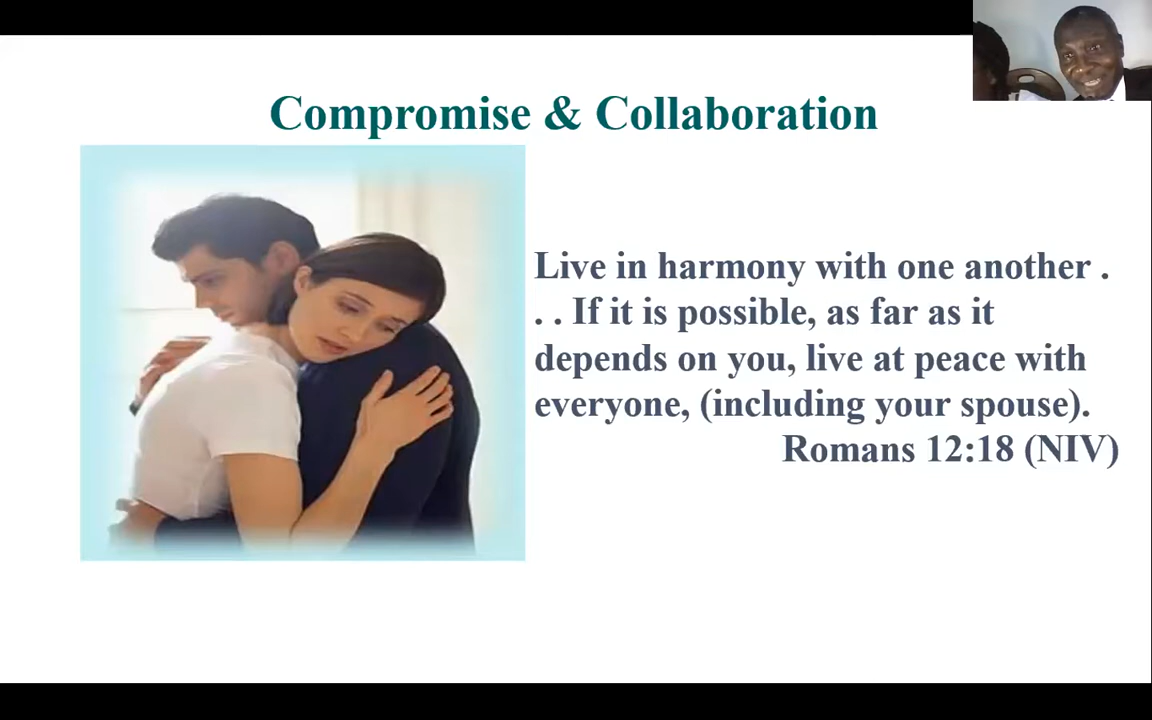 Compromise & Collaboration
Live in harmony with one another .
. . If it is possible, as far as it
depends on you, live at peace with
everyone, (including your spouse).
Romans 12:18 (NIV)